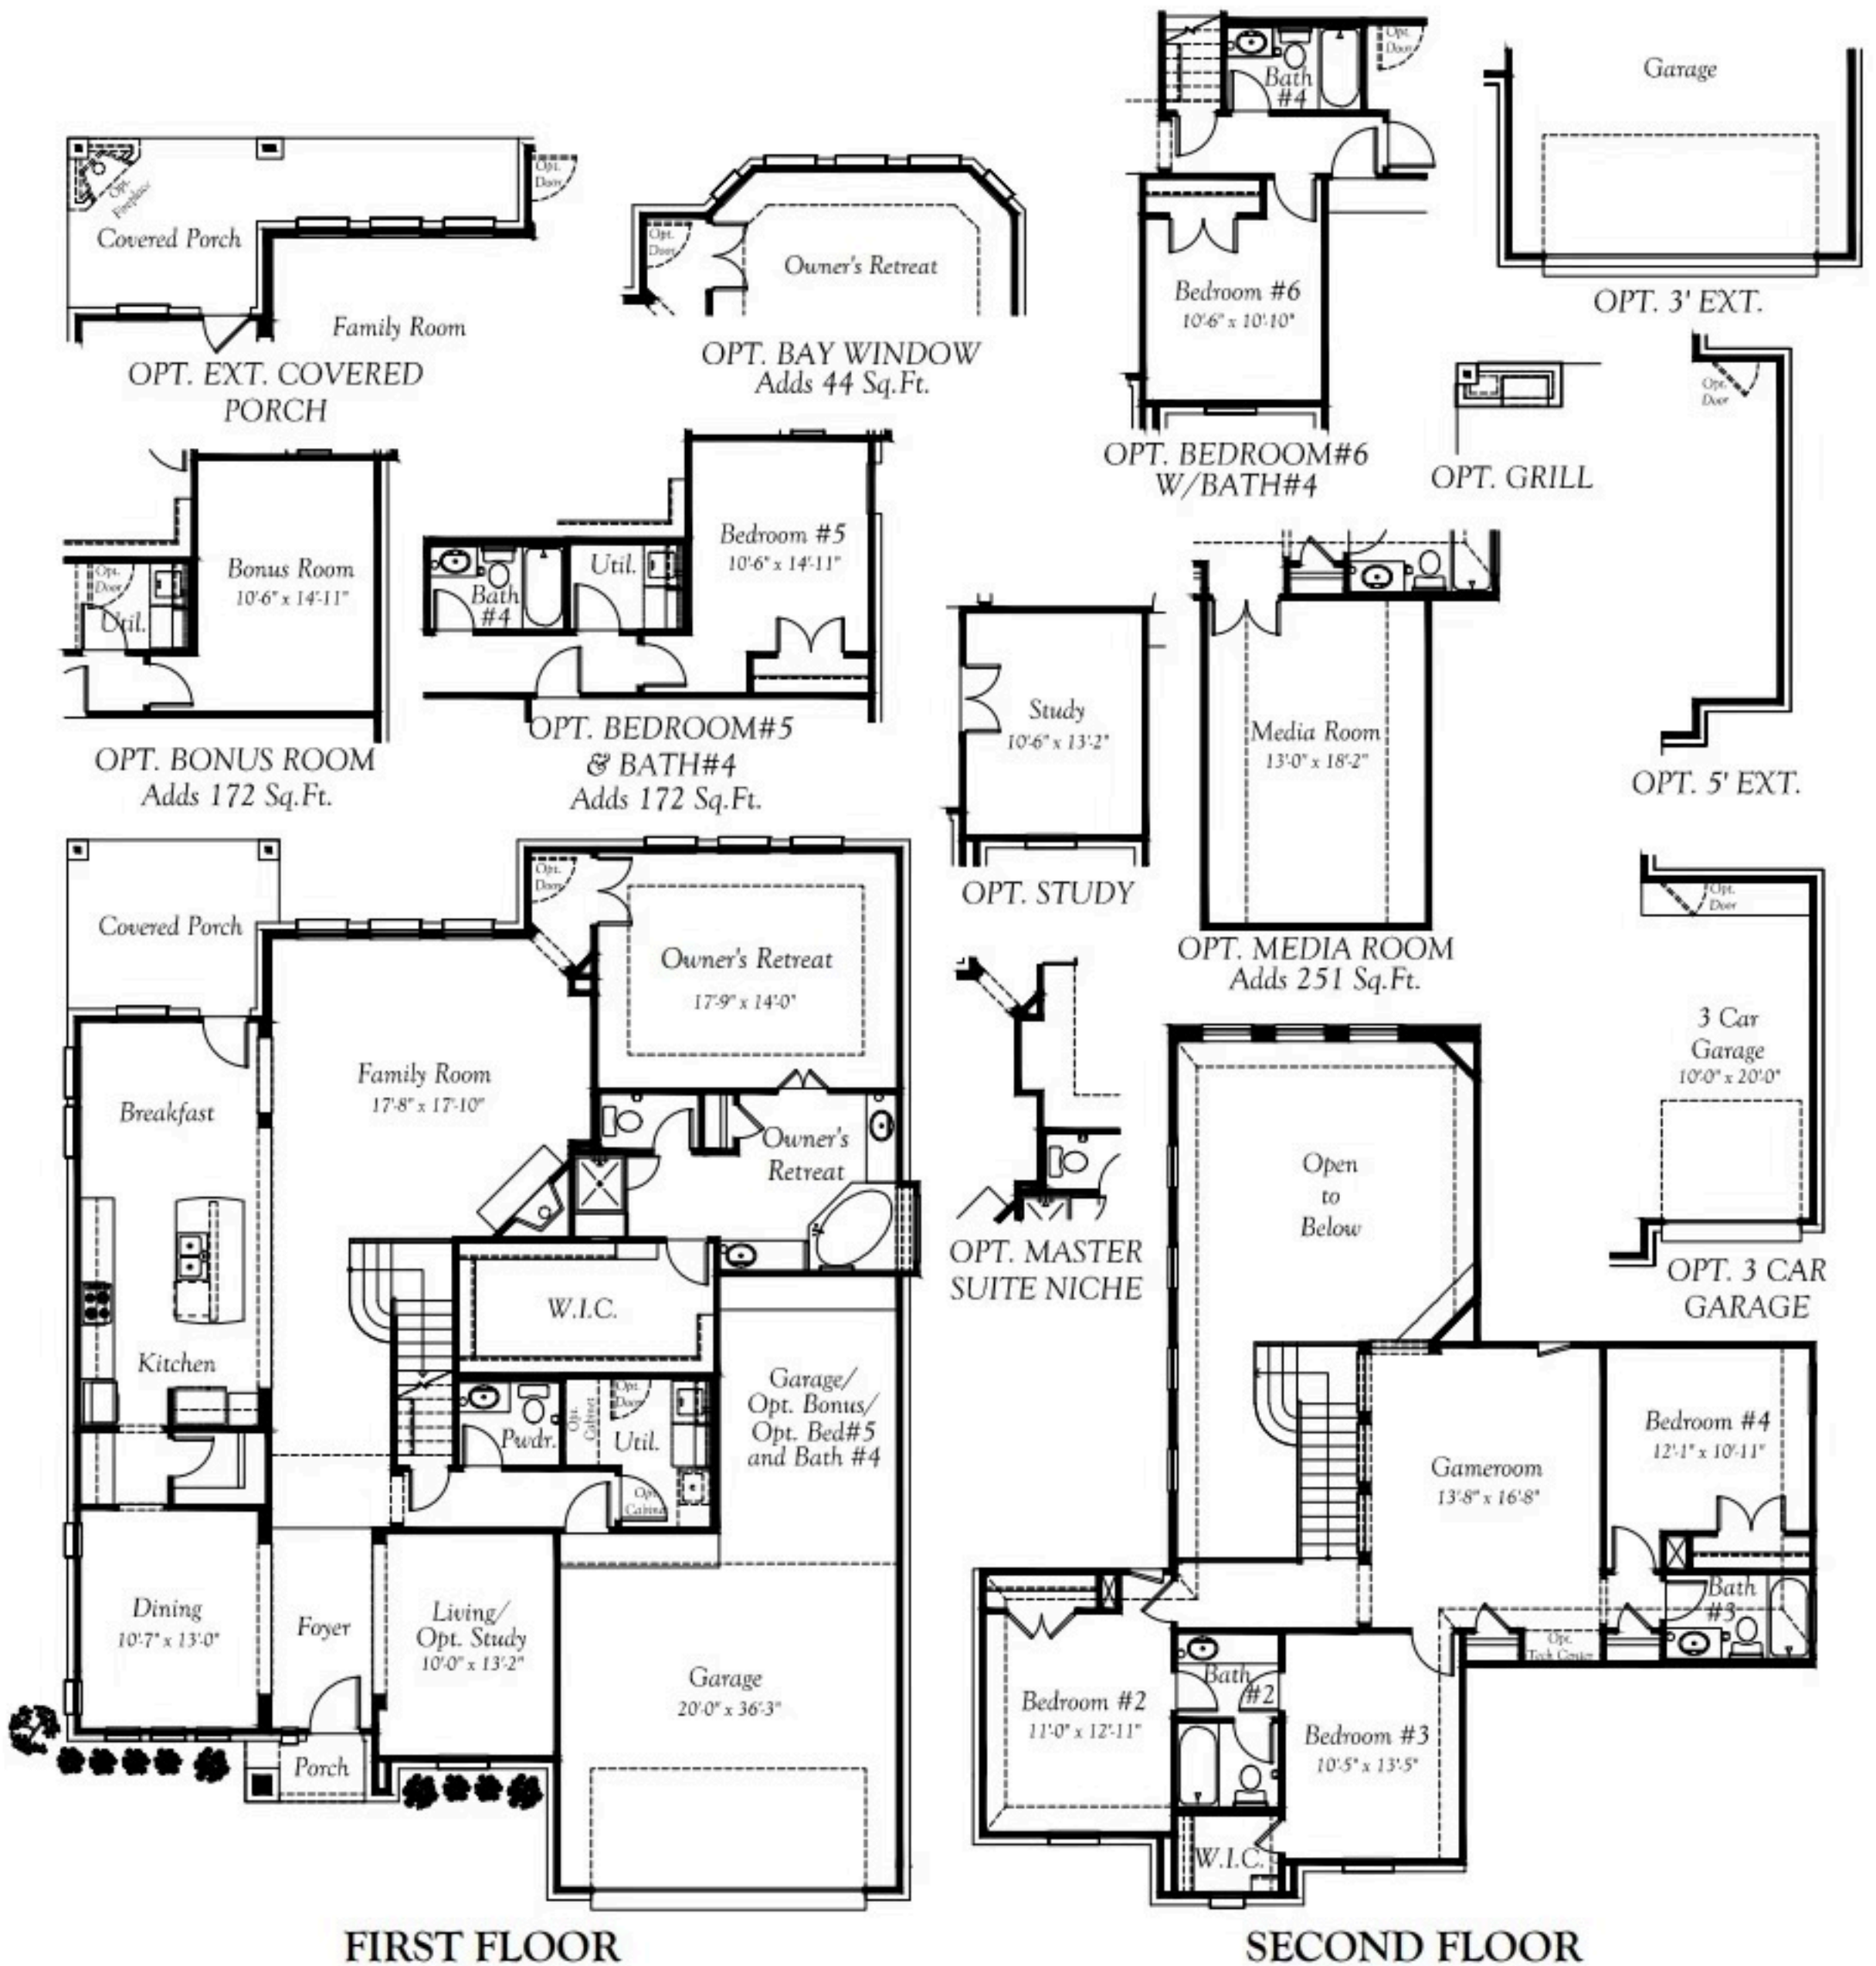 Opt.
Fireplace
Opt.
Door
Covered Porch
Family Room
OPT. EXT. COVERED
PORCH
Opt.
Door
Owner's Retreat
OPT. BAY WINDOW
Adds 44 Sq.Ft.
Bath
#4
Opt.
Door
Bedroom #6
10'-6" x 10'-10"
OPT. BEDROOM#6
W/BATH#4
Garage
OPT. 3' EXT.
OPT. GRILL
Opt.
Door
OPT. 5' EXT.
Opt.
Door
Util.
Bonus Room
10'-6" x 14'-11"
OPT. BONUS ROOM
Adds 172 Sq.Ft.
Bath
#4
Util.
Bedroom #5
10'-6" x 14'-11"
OPT. BEDROOM#5
& BATH#4
Adds 172 Sq.Ft.
Study
10'-6" x 13'-2"
OPT. STUDY
Media Room
13'-0" x 18'-2"
OPT. MEDIA ROOM
Adds 251 Sq.Ft.
Opt.
Door
3 Car
Garage
10'-0" x 20'-0"
OPT. 3 CAR
GARAGE
OPT. MASTER
SUITE NICHE
Covered Porch
Opt.
Door
Owner's Retreat
17'-9" x 14'-0"
Family Room
17'-8" x 17'-10"
Breakfast
Owner's
Retreat
Kitchen
W.I.C.
Garage/
Opt. Bonus/
Opt. Bed#5
and Bath #4
Pwdr.
Opt.
Cabinet
Opt.
Door
Util.
Opt.
Cabinet
Dining
10'-7" x 13'-0"
Foyer
Living/
Opt. Study
10'-0" x 13'-2"
Garage
20'-0" x 36'-3"
Porch
FIRST FLOOR
Open
to
Below
Gameroom
13'-8" x 16'-8"
Bedroom #4
12'-1" x 10'-11"
Bath
#3
Opt.
Tech Center
Bedroom #2
11'-0" x 12'-11"
Bath
#2
Bedroom #3
10'-5" x 13'-5"
W.I.C.
SECOND FLOOR